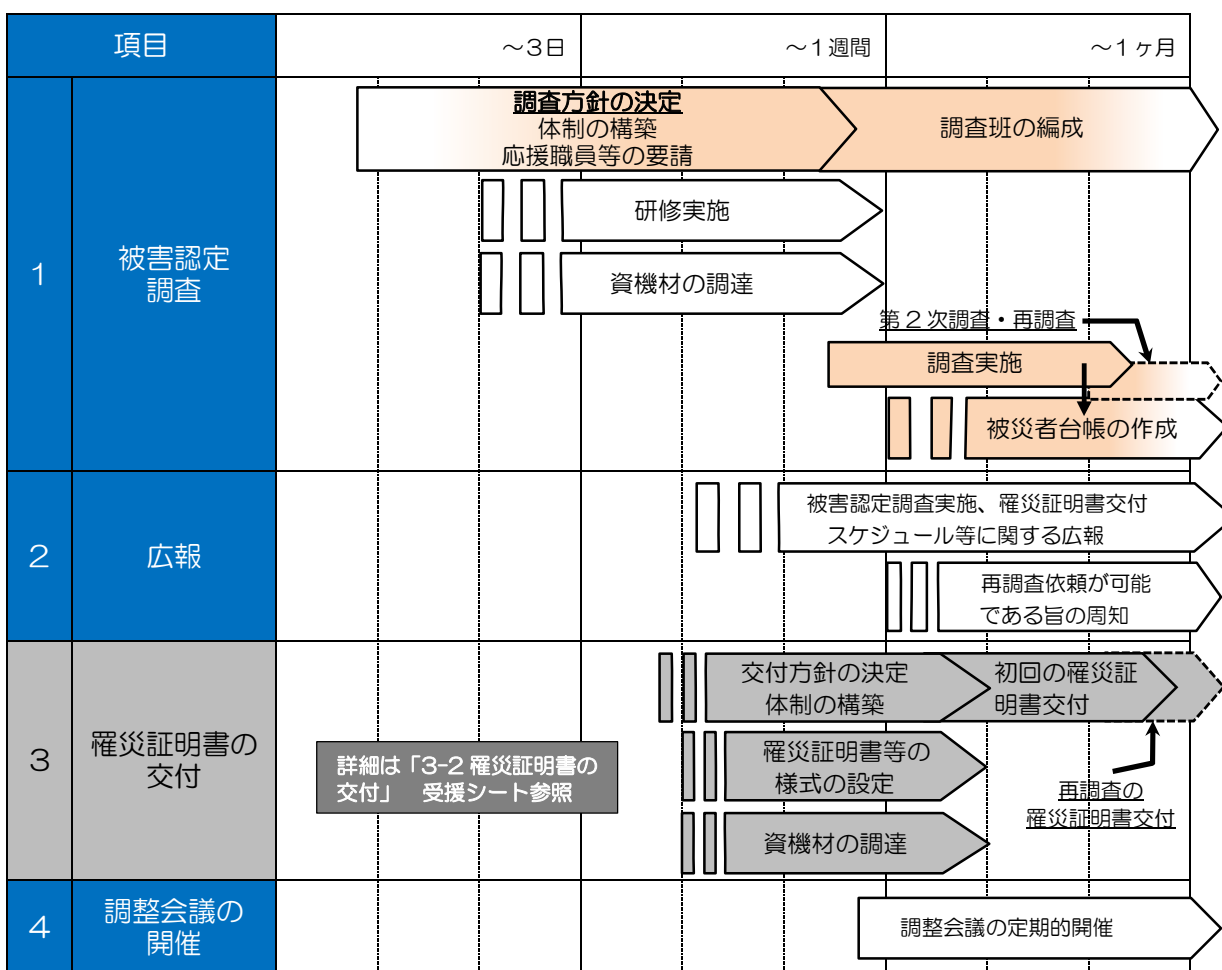 項目
～３日
～１週間
～１ヶ月
1
被害認定
調査
調査方針の決定
体制の構築
応援職員等の要請
調査班の編成
研修実施
資機材の調達
第２次調査・再調査
調査実施
被災者台帳の作成
2
広報
被害認定調査実施、罹災証明書交付
スケジュール等に関する広報
再調査依頼が可能
である旨の周知
3
罹災証明書の
交付
交付方針の決定
体制の構築
初回の罹災証
明書交付
詳細は「3-2 罹災証明書の
交付」　受援シート参照
罹災証明書等の
様式の設定
再調査の
罹災証明書交付
資機材の調達
4
調整会議の
開催
調整会議の定期的開催